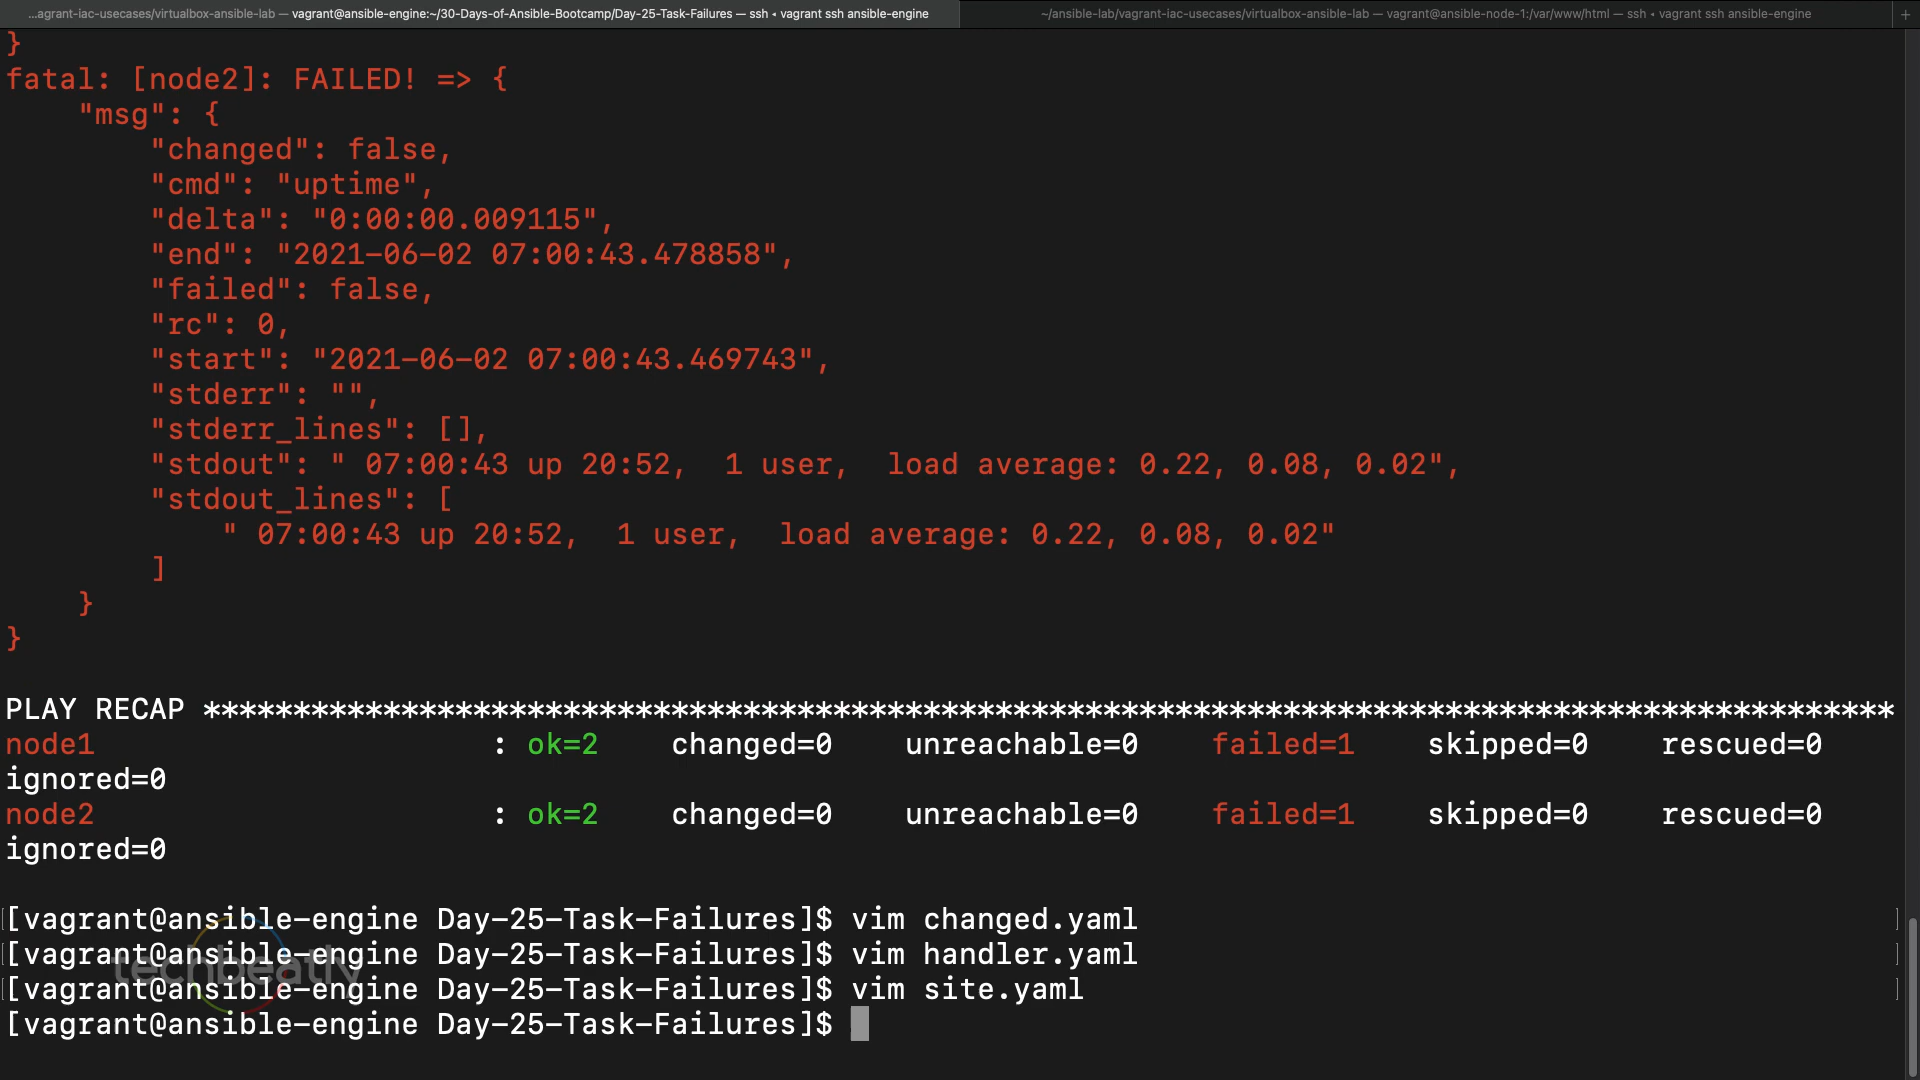 ...agrant-iac-usecases/virtualbox-ansible-lab — vagrant@ansible-engine:~/30-Days-of-Ansible-Bootcamp/Day-25-Task-Failures — ssh ‹ vagrant ssh ansible-engine
~/ansible-lab/vagrant-iac-usecases/virtualbox-ansible-lab — vagrant@ansible-node-1:/var/www/html — ssh ‹ vagrant ssh ansible-engine
+
}
fatal: [node2]: FAILED! => {
    "msg": {
        "changed": false,
        "cmd": "uptime",
        "delta": "0:00:00.009115",
        "end": "2021-06-02 07:00:43.478858",
        "failed": false,
        "rc": 0,
        "start": "2021-06-02 07:00:43.469743",
        "stderr": "",
        "stderr_lines": [],
        "stdout": " 07:00:43 up 20:52,  1 user,  load average: 0.22, 0.08, 0.02",
        "stdout_lines": [
            " 07:00:43 up 20:52,  1 user,  load average: 0.22, 0.08, 0.02"
        ]
    }
}
PLAY RECAP **********************************************************************************************
node1                      : ok=2    changed=0    unreachable=0    failed=1    skipped=0    rescued=0
ignored=0
node2                      : ok=2    changed=0    unreachable=0    failed=1    skipped=0    rescued=0
ignored=0
[vagrant@ansible-engine Day-25-Task-Failures]$ vim changed.yaml
[vagrant@ansible-engine Day-25-Task-Failures]$ vim handler.yaml
techbeatly
[vagrant@ansible-engine Day-25-Task-Failures]$ vim site.yaml
[vagrant@ansible-engine Day-25-Task-Failures]$